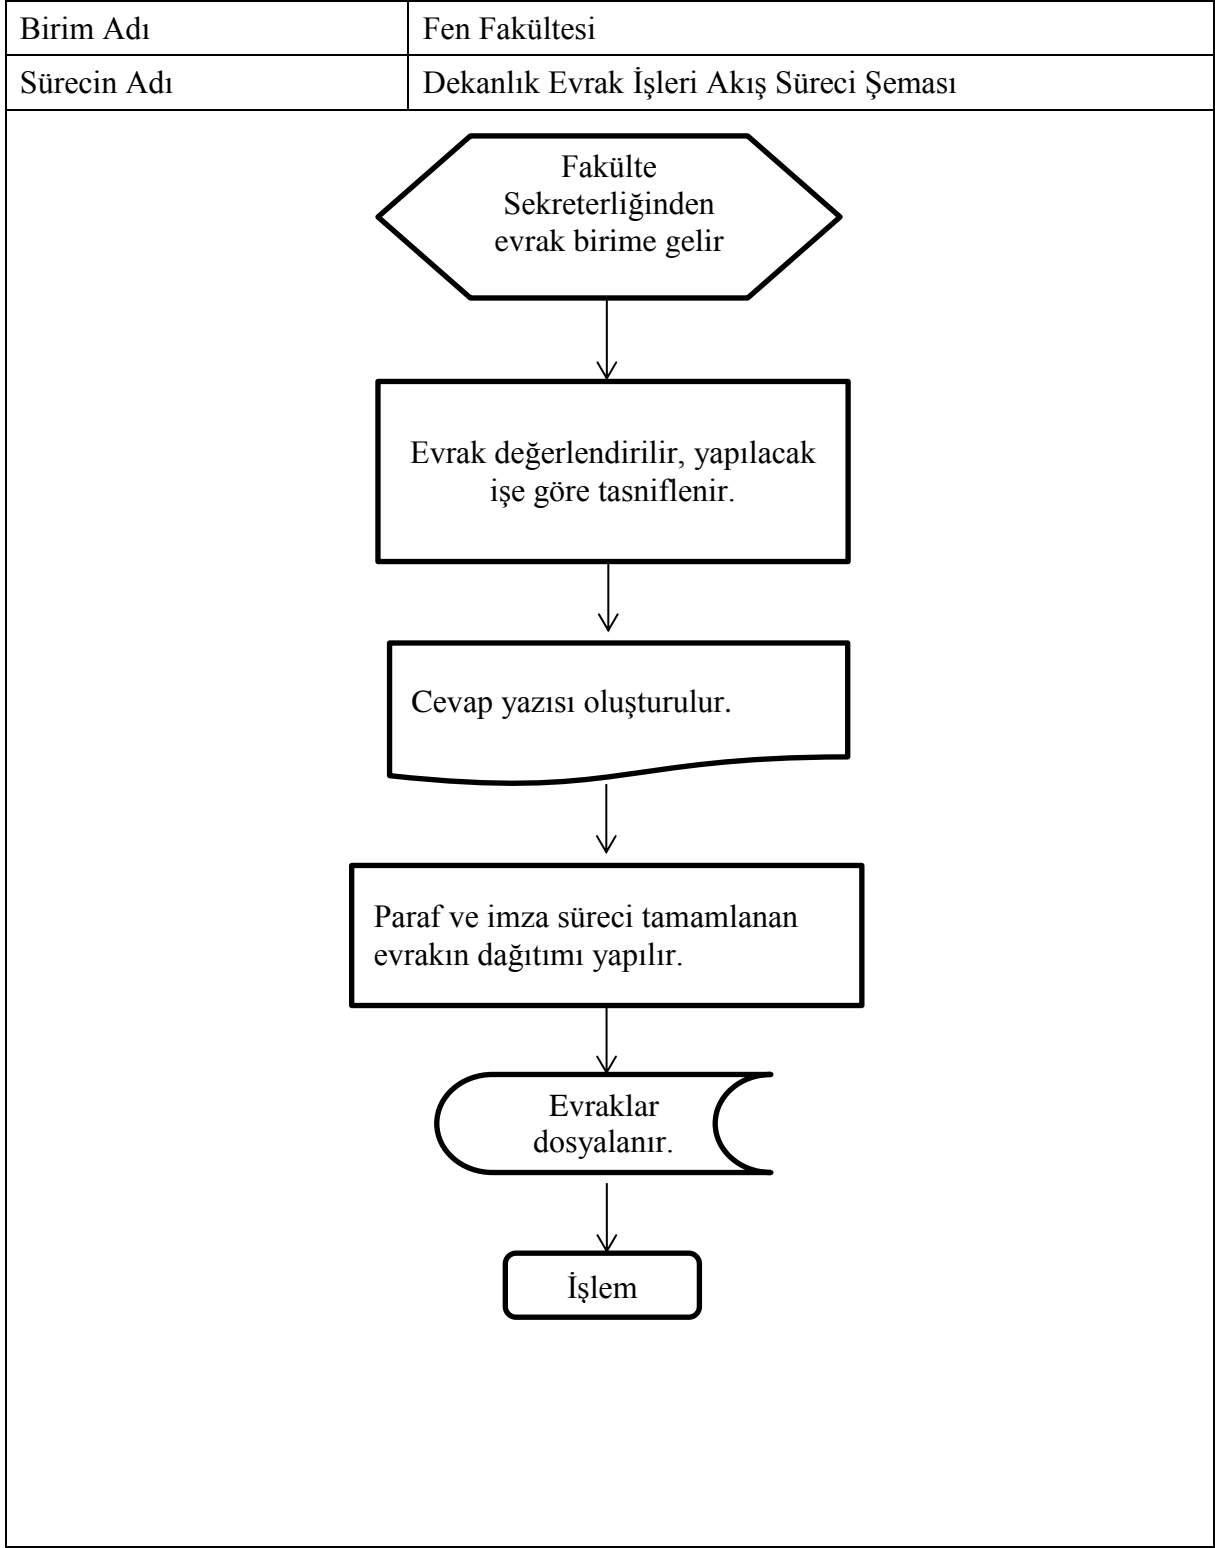 Birim Adı
Fen Fakültesi
Sürecin Adı
Dekanlık Evrak İşleri Akış Süreci Şeması
Fakülte
Sekreterliğinden
evrak birime gelir
Evrak değerlendirilir, yapılacak
işe göre tasniflenir.
Cevap yazısı oluşturulur.
Paraf ve imza süreci tamamlanan
evrakın dağıtımı yapılır.
Evraklar
dosyalanır.
İşlem